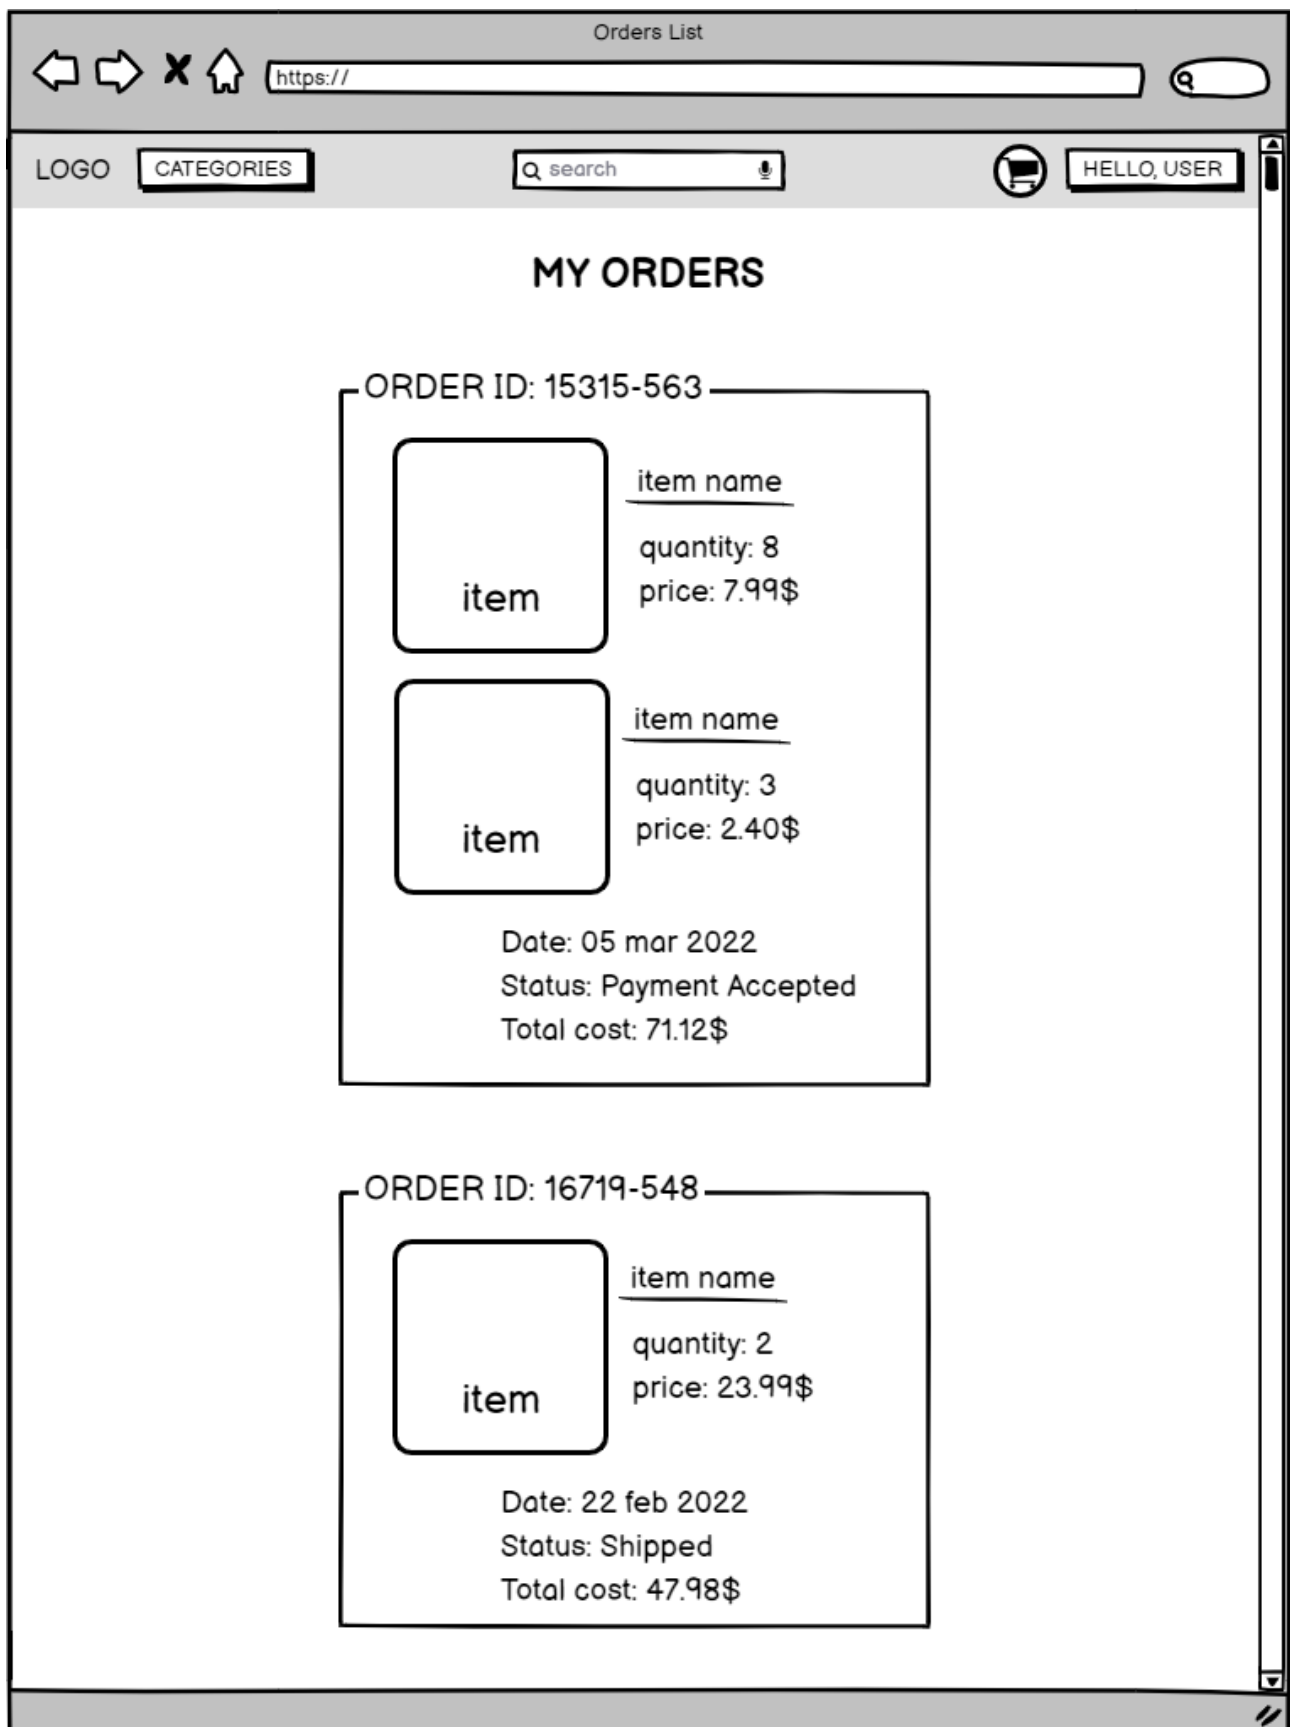 Orders List
https://
LOGO CATEGORIES search HELLO, USER
MY ORDERS
ORDER ID: 15315-563
item name
quantity: 8
price: 7.99$
item
item name
quantity: 3
price: 2.40$
item
Date: 05 mar 2022
Status: Payment Accepted
Total cost: 71.12$
ORDER ID: 16719-548
item name
quantity: 2
price: 23.99$
item
Date: 22 feb 2022
Status: Shipped
Total cost: 47.98$